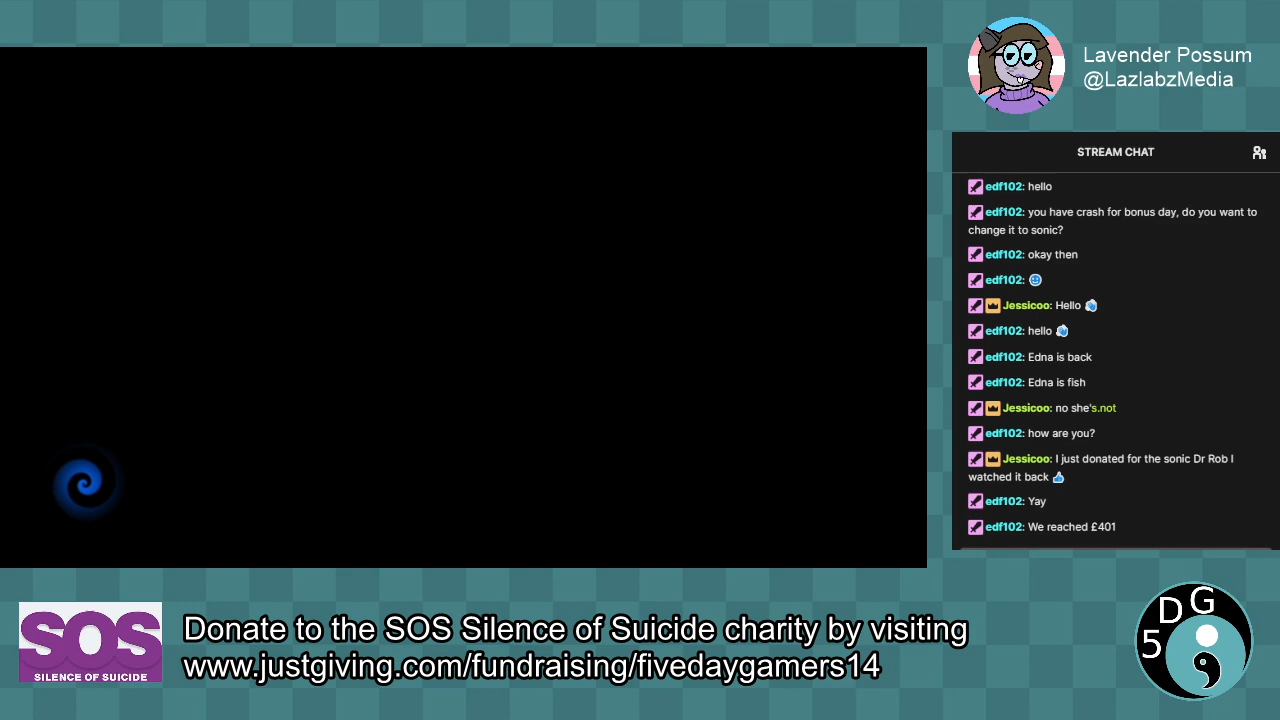 Lavender Possum
@LazlabzMedia
STREAM CHAT
edf102: hello
edf102: you have crash for bonus day, do you want to
change it to sonic?
edf102: okay then
edf102:
Jessicoo: Hello
edf102: hello
edf102: Edna is back
edf102: Edna is fish
Jessicoo: no she's.not
edf102: how are you?
Jessicoo: I just donated for the sonic Dr Rob I
watched it back
edf102: Yay
edf102: We reached £401
SOS
SILENCE OF SUICIDE
Donate to the SOS Silence of Suicide charity by visiting
www.justgiving.com/fundraising/fivedaygamers14
5DG